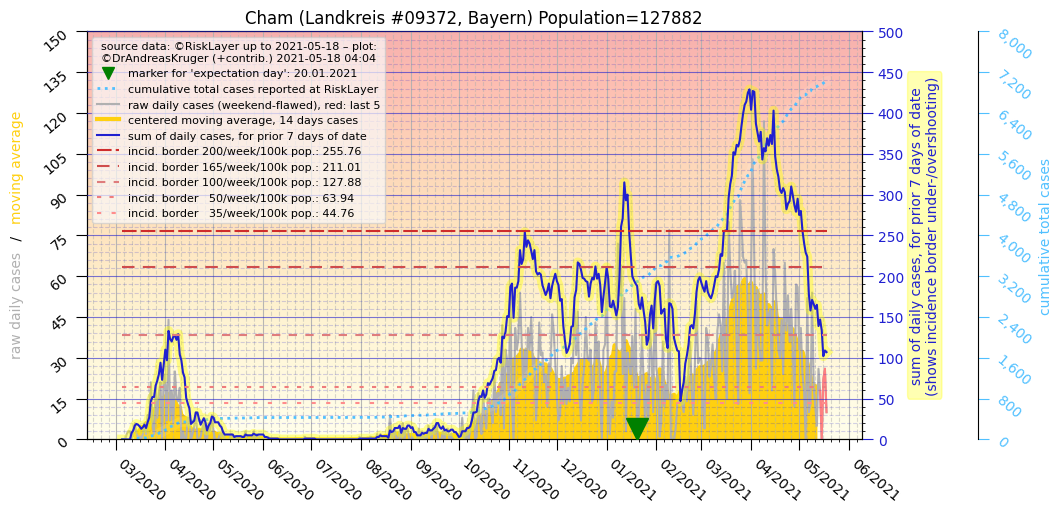 Cham (Landkreis #09372, Bayern) Population=127882
source data: ©RiskLayer up to 2021-05-18 – plot:
©DrAndreasKruger (+contrib.) 2021-05-18 04:04
marker for 'expectation day': 20.01.2021
cumulative total cases reported at RiskLayer
raw daily cases (weekend-flawed), red: last 5
centered moving average, 14 days cases
sum of daily cases, for prior 7 days of date
incid. border 200/week/100k pop.: 255.76
incid. border 165/week/100k pop.: 211.01
incid. border 100/week/100k pop.: 127.88
incid. border 50/week/100k pop.: 63.94
incid. border 35/week/100k pop.: 44.76
raw daily cases / moving average
150
135
120
105
90
75
60
45
30
15
0
03/2020
04/2020
05/2020
06/2020
07/2020
08/2020
09/2020
10/2020
11/2020
12/2020
01/2021
02/2021
03/2021
04/2021
05/2021
06/2021
500
450
400
350
300
250
200
150
100
50
0
sum of daily cases, for prior 7 days of date
(shows incidence border under-/overshooting)
8,000
7,200
6,400
5,600
4,800
4,000
3,200
2,400
1,600
800
0
cumulative total cases